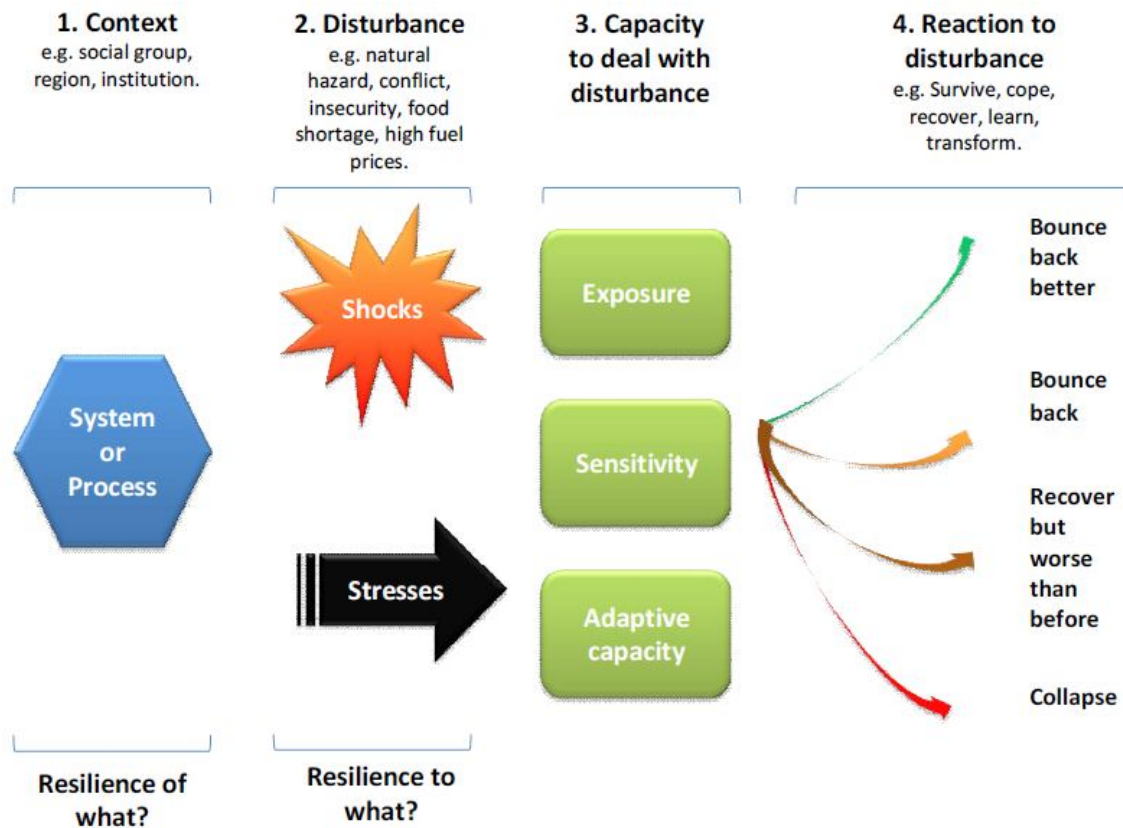 1. Context
e.g. social group,
region, institution.
2. Disturbance
e.g. natural
hazard, conflict,
insecurity, food
shortage, high fuel
prices.
3. Capacity
to deal with
disturbance
4. Reaction to
disturbance
e.g. Survive, cope,
recover, learn,
transform.
System
or
Process
Shocks
Stresses
Exposure
Sensitivity
Adaptive
capacity
Bounce
back
better
Bounce
back
Recover
but
worse
than
before
Collapse
Resilience of
what?
Resilience to
what?